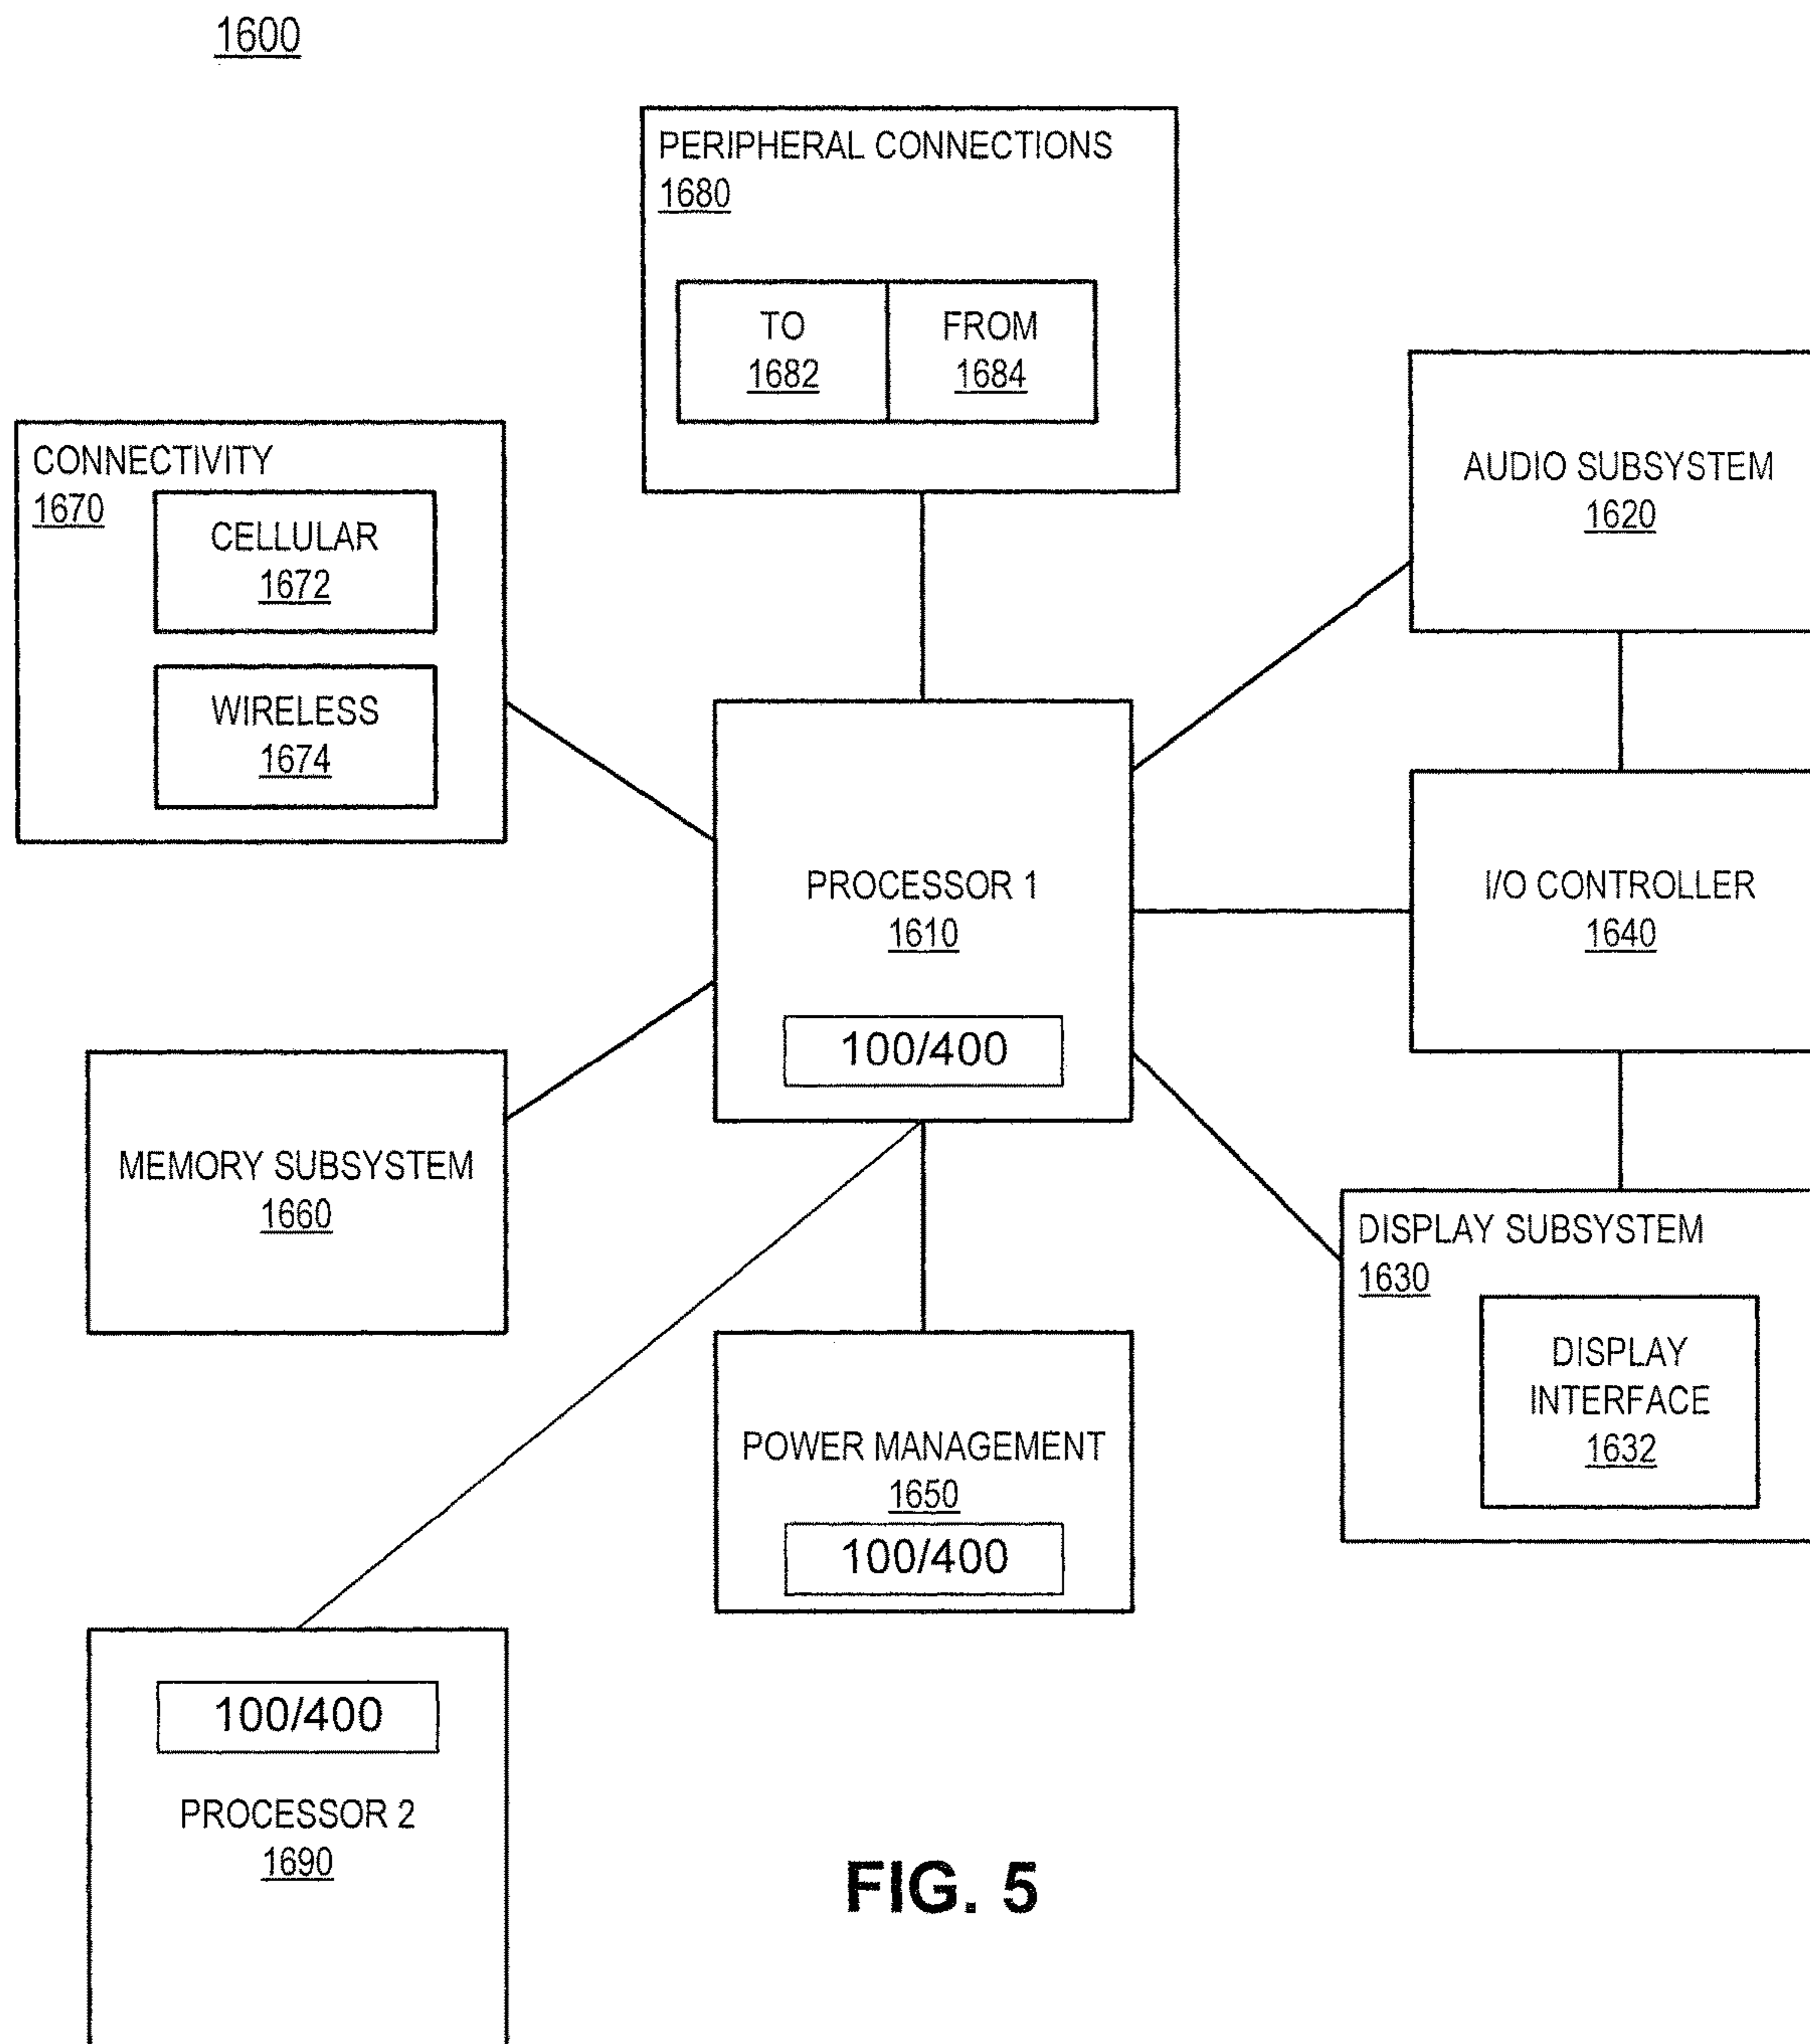 1600
PERIPHERAL CONNECTIONS
1680
TO
1682
FROM
1684
CONNECTIVITY
1670
CELLULAR
1672
WIRELESS
1674
AUDIO SUBSYSTEM
1620
PROCESSOR 1
1610
100/400
I/O CONTROLLER
1640
MEMORY SUBSYSTEM
1660
DISPLAY SUBSYSTEM
1630
DISPLAY
INTERFACE
1632
POWER MANAGEMENT
1650
100/400
100/400
PROCESSOR 2
1690
FIG. 5